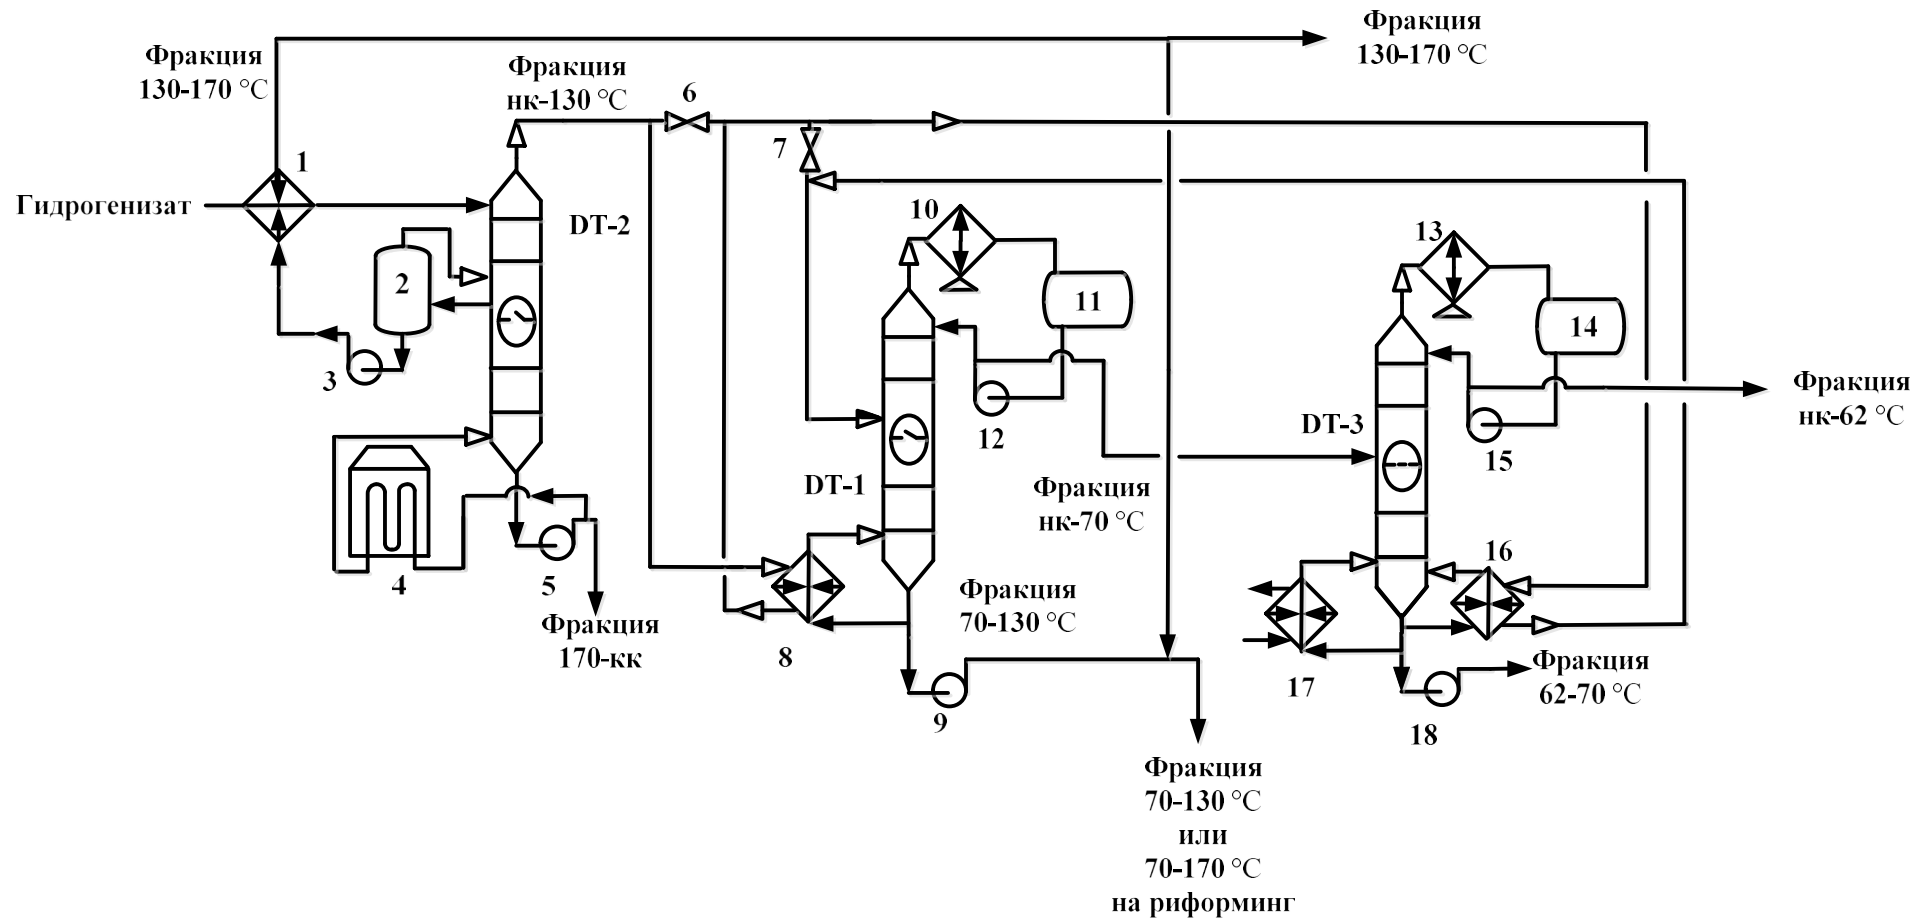 Фракция
130-170 °C
Фракция
130-170 °C
Фракция
нк-130 °C
6
7
1
Гидрогенизат
DT-2
10
13
2
11
14
3
12
15
Фракция
нк-62 °C
DT-3
DT-1
Фракция
нк-70 °C
4
5
16
Фракция
170-кк
Фракция
70-130 °C
8
17
Фракция
62-70 °C
9
18
Фракция
70-130 °C
или
70-170 °C
на риформинг